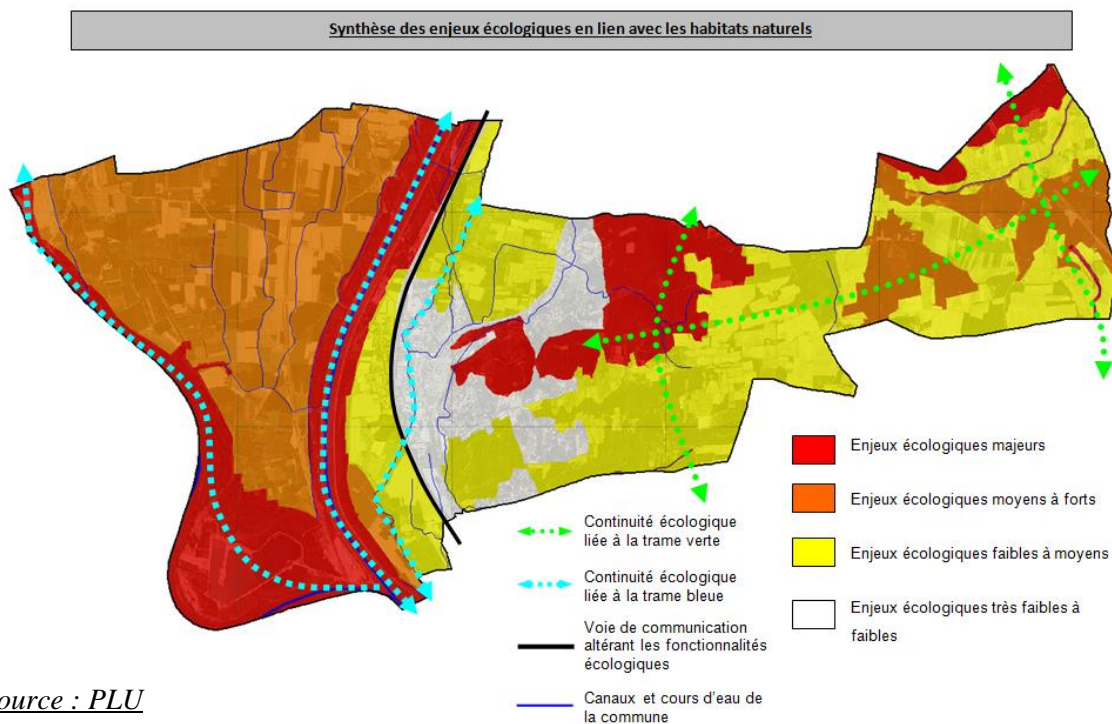 Synthèse des enjeux écologiques en lien avec les habitats naturels
Continuité écologique
liée à la trame verte
Continuité écologique
liée à la trame bleue
Voie de communication
altérant les fonctionnalités
écologiques
Canaux et cours d'eau de
la commune
Enjeux écologiques majeurs
Enjeux écologiques moyens à forts
Enjeux écologiques faibles à moyens
Enjeux écologiques très faibles à
faibles
ource : PLU